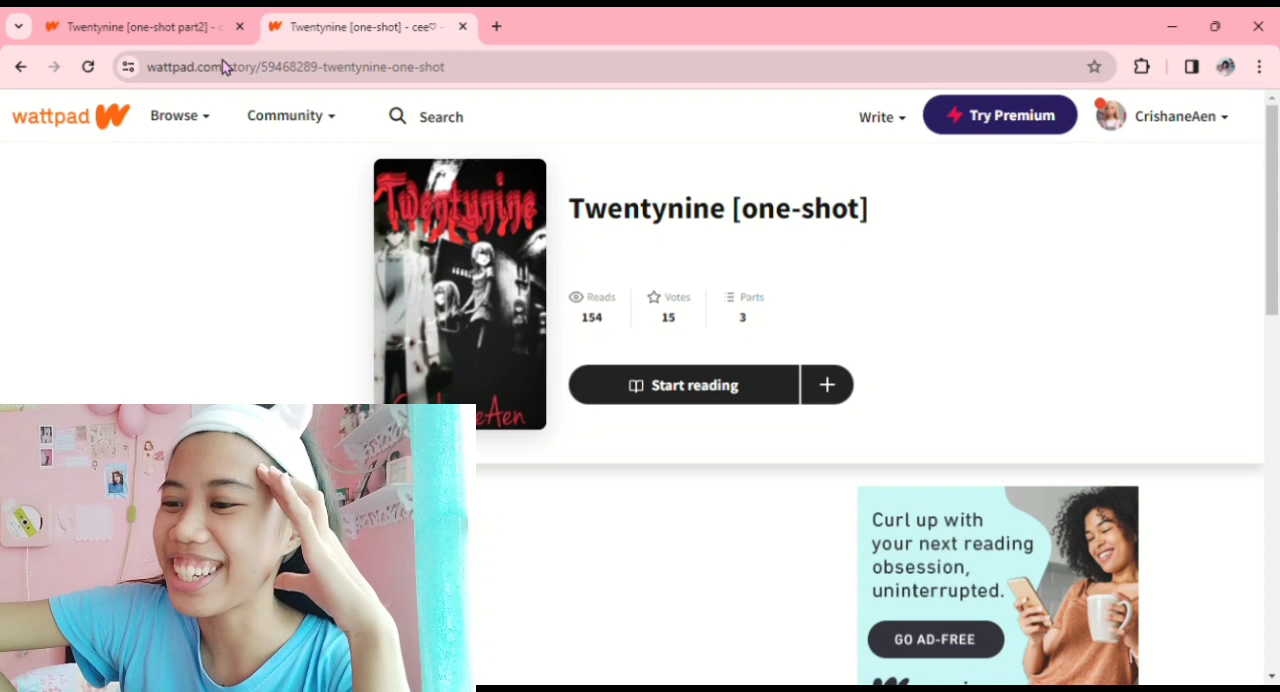 Twentynine [one-shot part2] - c
Twentynine [one-shot] - cee♡ -
wattpad.com/story/59468289-twentynine-one-shot
wattpad
Browse
Community
Search
Write
Try Premium
CrishaneAen
Twentynine
Twentynine [one-shot]
Reads
Votes
Parts
154
15
3
Start reading
eAen
Curl up with
your next reading
obsession,
uninterrupted.
GO AD-FREE